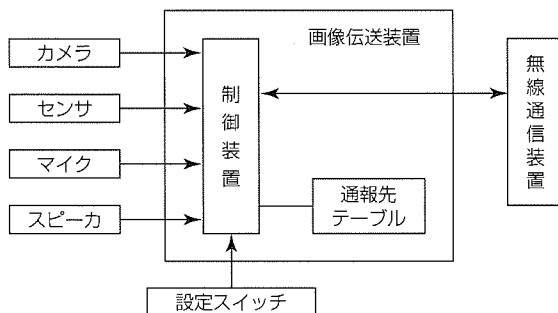 画像伝送装置
カメラ
センサ
マイク
スピーカ
制御装置
通報先
テーブル
無線通信装置
設定スイッチ